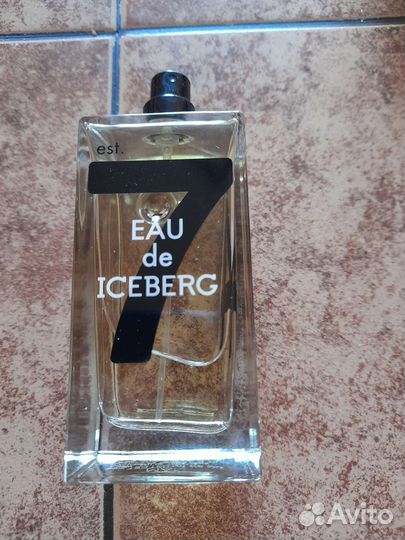 est.
7
EAU
de
ICEBERG
Avito